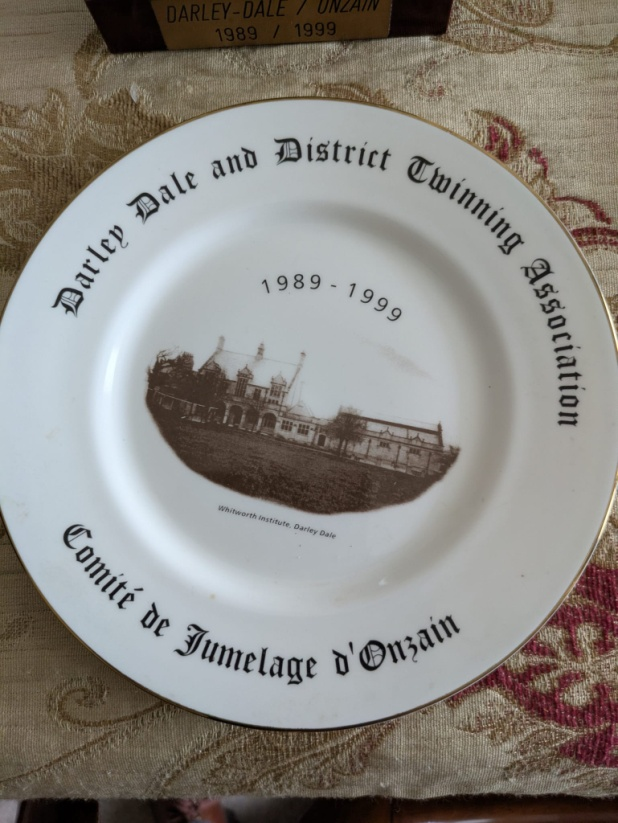 DARLEY-DALE / ONZAIN
1989 / 1999
Darley Dale and District Twinning Association
1989 - 1999
Whitworth Institute. Darley Dale
Comité de Jumelage d'Onzain